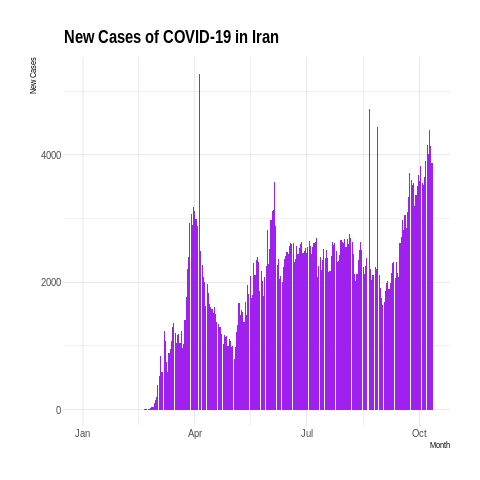 New Cases of COVID-19 in Iran
New Cases
4000
2000
0
Jan Apr Jul Oct
Month